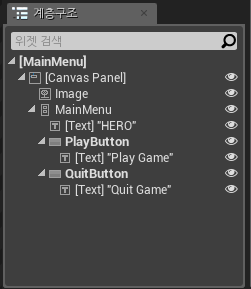 계층구조
위젯 검색
[MainMenu]
[Canvas Panel]
Image
MainMenu
[Text] "HERO"
PlayButton
[Text] "Play Game"
QuitButton
[Text] "Quit Game"